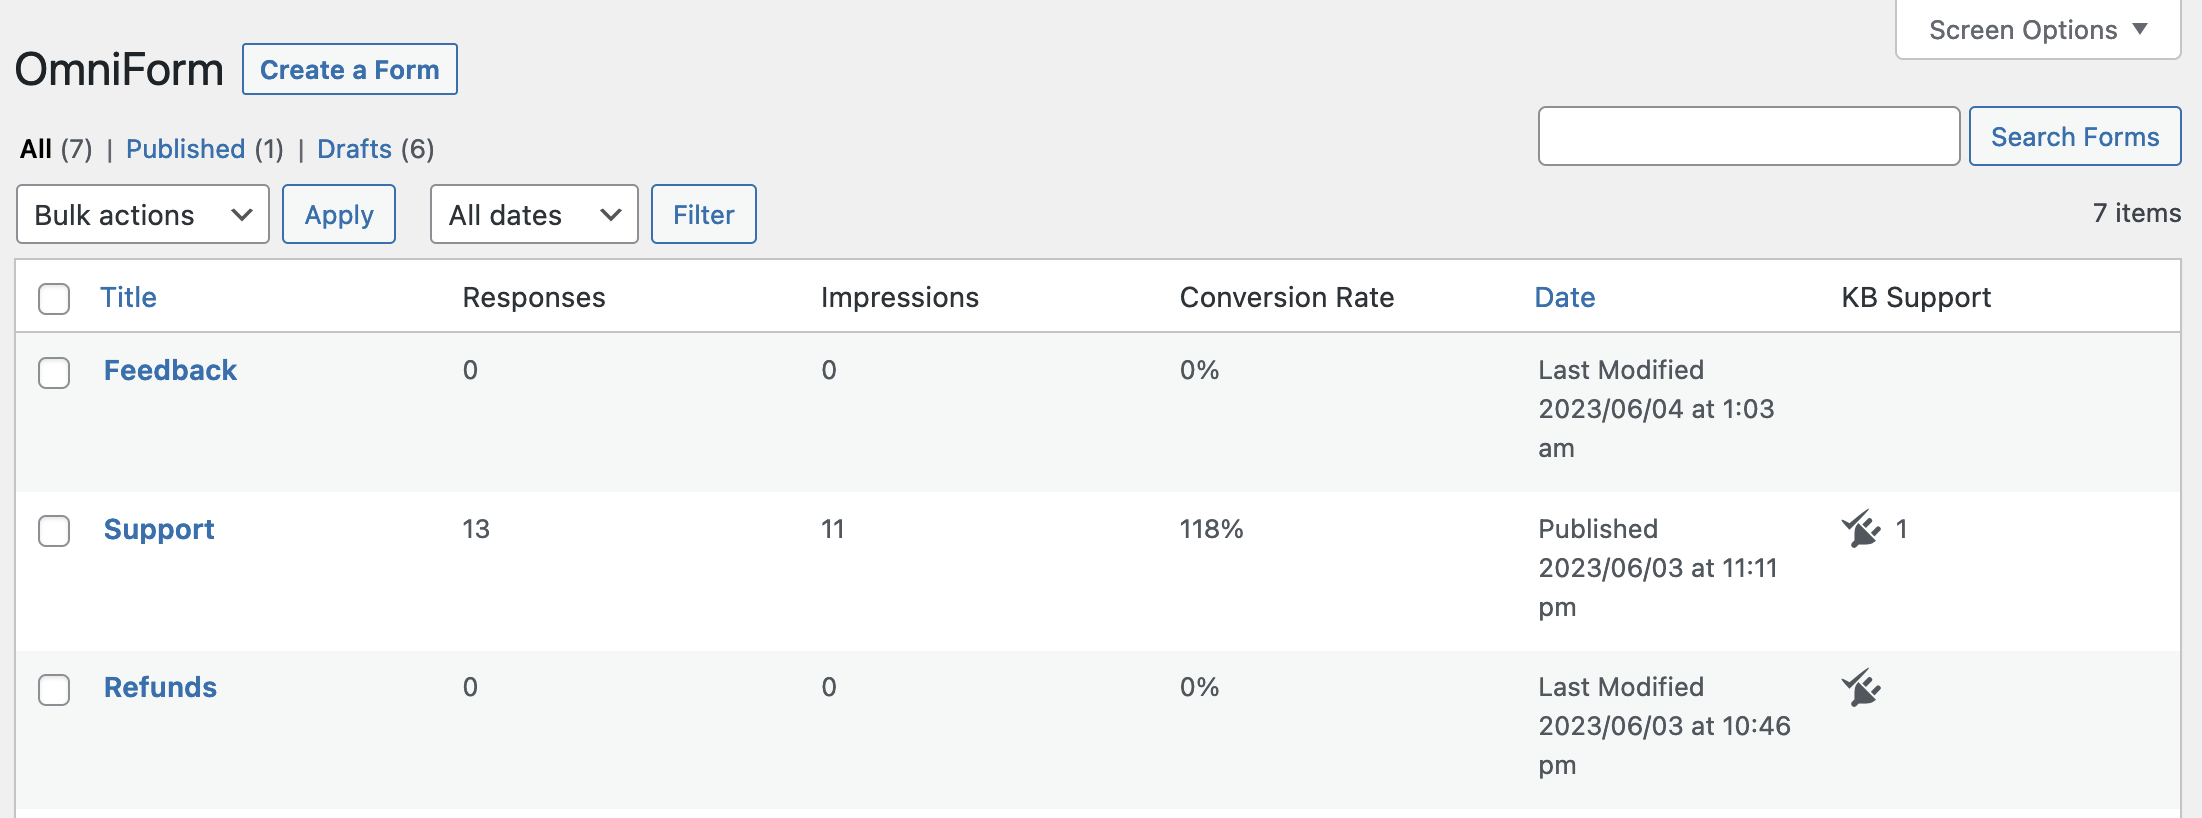 Screen Options ▼
OmniForm Create a Form
All (7) | Published (1) | Drafts (6)
Search Forms
Bulk actions Apply All dates Filter
7 items
Title Responses Impressions Conversion Rate Date KB Support
Feedback 0 0 0% Last Modified
2023/06/04 at 1:03
am
Support 13 11 118% Published 1
2023/06/03 at 11:11
pm
Refunds 0 0 0% Last Modified
2023/06/03 at 10:46
pm